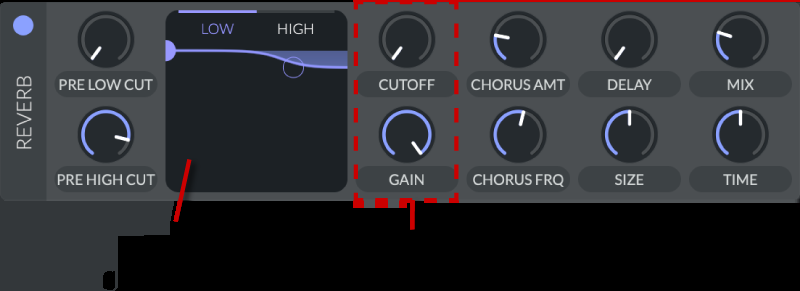 REVERB
PRE LOW CUT
PRE HIGH CUT
LOW HIGH
CUTOFF
GAIN
CHORUS AMT
CHORUS FRQ
DELAY
SIZE
MIX
TIME